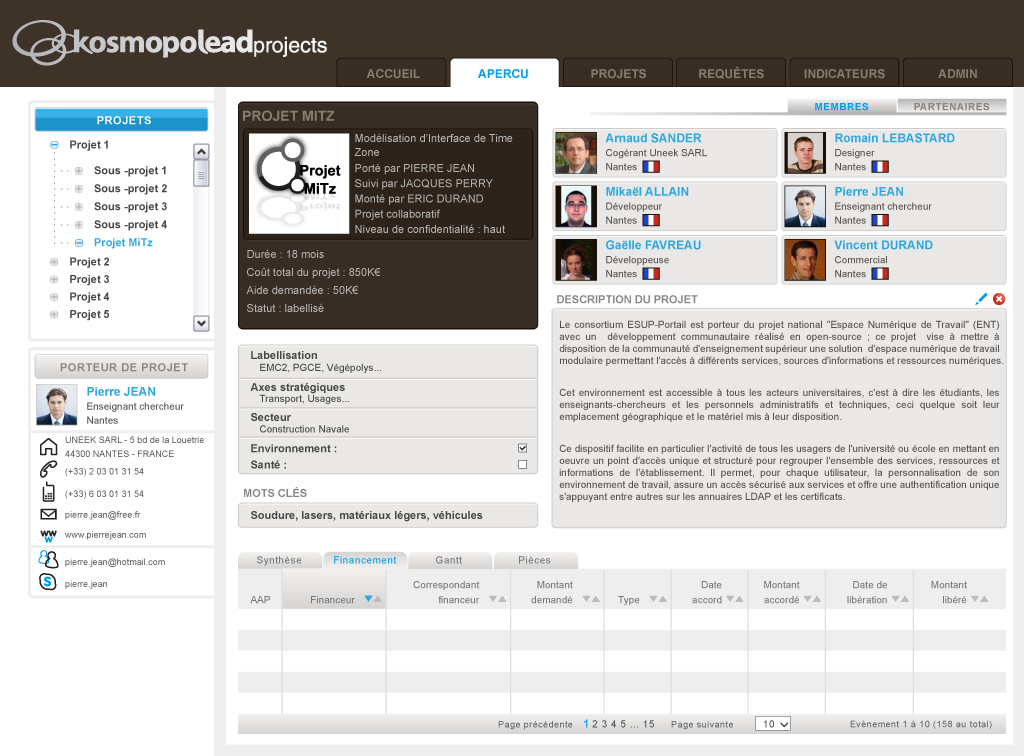 kosmopoleadprojects
ACCUEIL
APERCU
PROJETS
REQUÊTES
INDICATEURS
ADMIN
PROJETS
Projet 1
Sous -projet 1
Sous -projet 2
Sous -projet 3
Sous -projet 4
Projet MiTz
Projet 2
Projet 3
Projet 4
Projet 5
PORTEUR DE PROJET
Pierre JEAN
Enseignant chercheur
Nantes
UNEEK SARL - 5 bd de la Louetrie
44300 NANTES - FRANCE
(+33) 2 03 01 31 54
(+33) 6 03 01 31 54
pierre.jean@free.fr
www.pierrejean.com
pierre.jean@hotmail.com
pierre.jean
PROJET MITZ
Projet
MiTz
Modélisation d'Interface de Time
Zone
Porté par PIERRE JEAN
Suivi par JACQUES PERRY
Monté par ERIC DURAND
Projet collaboratif
Niveau de confidentialité : haut
Durée : 18 mois
Coût total du projet : 850K€
Aide demandée : 50K€
Statut : labellisé
Labellisation
EMC2, PGCE, Végépolys...
Axes stratégiques
Transport, Usages...
Secteur
Construction Navale
Environnement :
Santé :
MOTS CLÉS
Soudure, lasers, matériaux légers, véhicules
MEMBRES
PARTENAIRES
Arnaud SANDER
Cogérant Uneek SARL
Nantes
Romain LEBASTARD
Designer
Nantes
Mikaël ALLAIN
Développeur
Nantes
Pierre JEAN
Enseignant chercheur
Nantes
Gaëlle FAVREAU
Développeuse
Nantes
Vincent DURAND
Commercial
Nantes
DESCRIPTION DU PROJET
Le consortium ESUP-Portail est porteur du projet national "Espace Numérique de Travail" (ENT)
avec un développement communautaire réalisé en open-source ; ce projet vise à mettre à
disposition de la communauté d'enseignement supérieur une solution d'espace numérique de travail
modulaire permettant l'accès à différents services, sources d'informations et ressources numériques.
Cet environnement est accessible à tous les acteurs universitaires, c'est à dire les étudiants, les
enseignants-chercheurs et les personnels administratifs et techniques, ceci quelque soit leur
emplacement géographique et le matériel mis à leur disposition.
Ce dispositif facilite en particulier l'activité de tous les usagers de l'université ou école en mettant en
oeuvre un point d'accès unique et structuré pour regrouper l'ensemble des services, ressources et
informations de l'établissement. Il permet, pour chaque utilisateur, la personnalisation de son
environnement de travail, assure un accès sécurisé aux services et offre une authentification unique
s'appuyant entre autres sur les annuaires LDAP et les certificats.
Synthèse
Financement
Gantt
Pièces
AAP
Financeur
Correspondant
financeur
Montant
demandé
Type
Date
accord
Montant
accordé
Date de
libération
Montant
libéré
Page précédente 1 2 3 4 5 ... 15 Page suivante
10
Evènement 1 à 10 (158 au total)